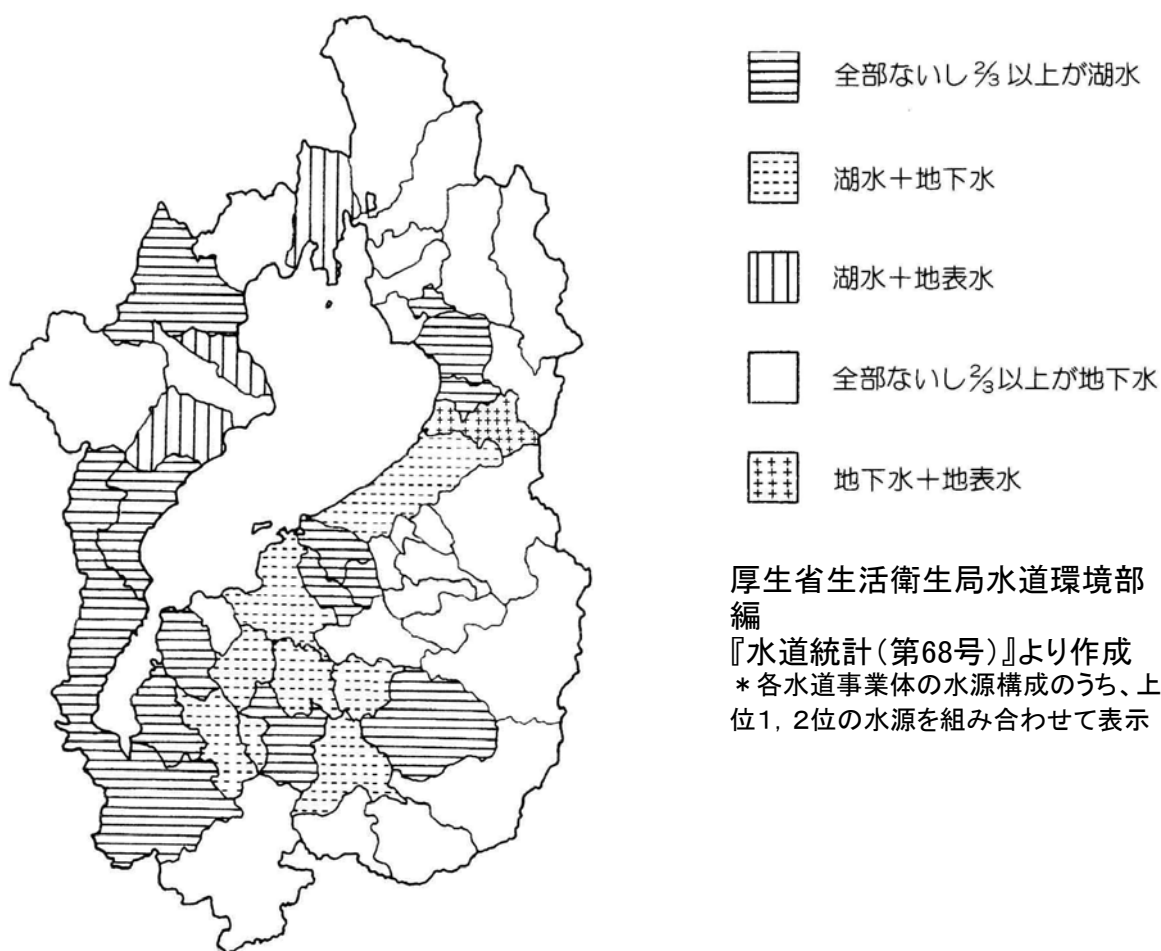 全部ないし⅔以上が湖水
湖水＋地下水
湖水＋地表水
全部ないし⅔以上が地下水
地下水＋地表水
厚生省生活衛生局水道環境部
編
『水道統計（第68号）』より作成
＊各水道事業体の水源構成のうち、上
位1，2位の水源を組み合わせて表示